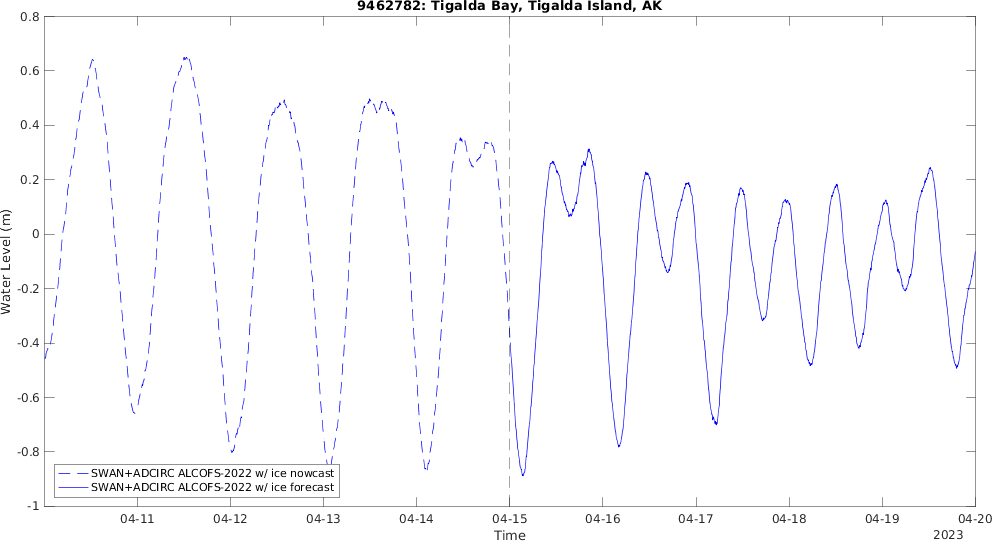 9462782: Tigalda Bay, Tigalda Island, AK
0.8
0.6
0.4
0.2
0
-0.2
-0.4
-0.6
-0.8
-1
Water Level (m)
SWAN+ADCIRC ALCOFS-2022 w/ ice nowcast
SWAN+ADCIRC ALCOFS-2022 w/ ice forecast
04-11 04-12 04-13 04-14 04-15 04-16 04-17 04-18 04-19 04-20
Time
2023